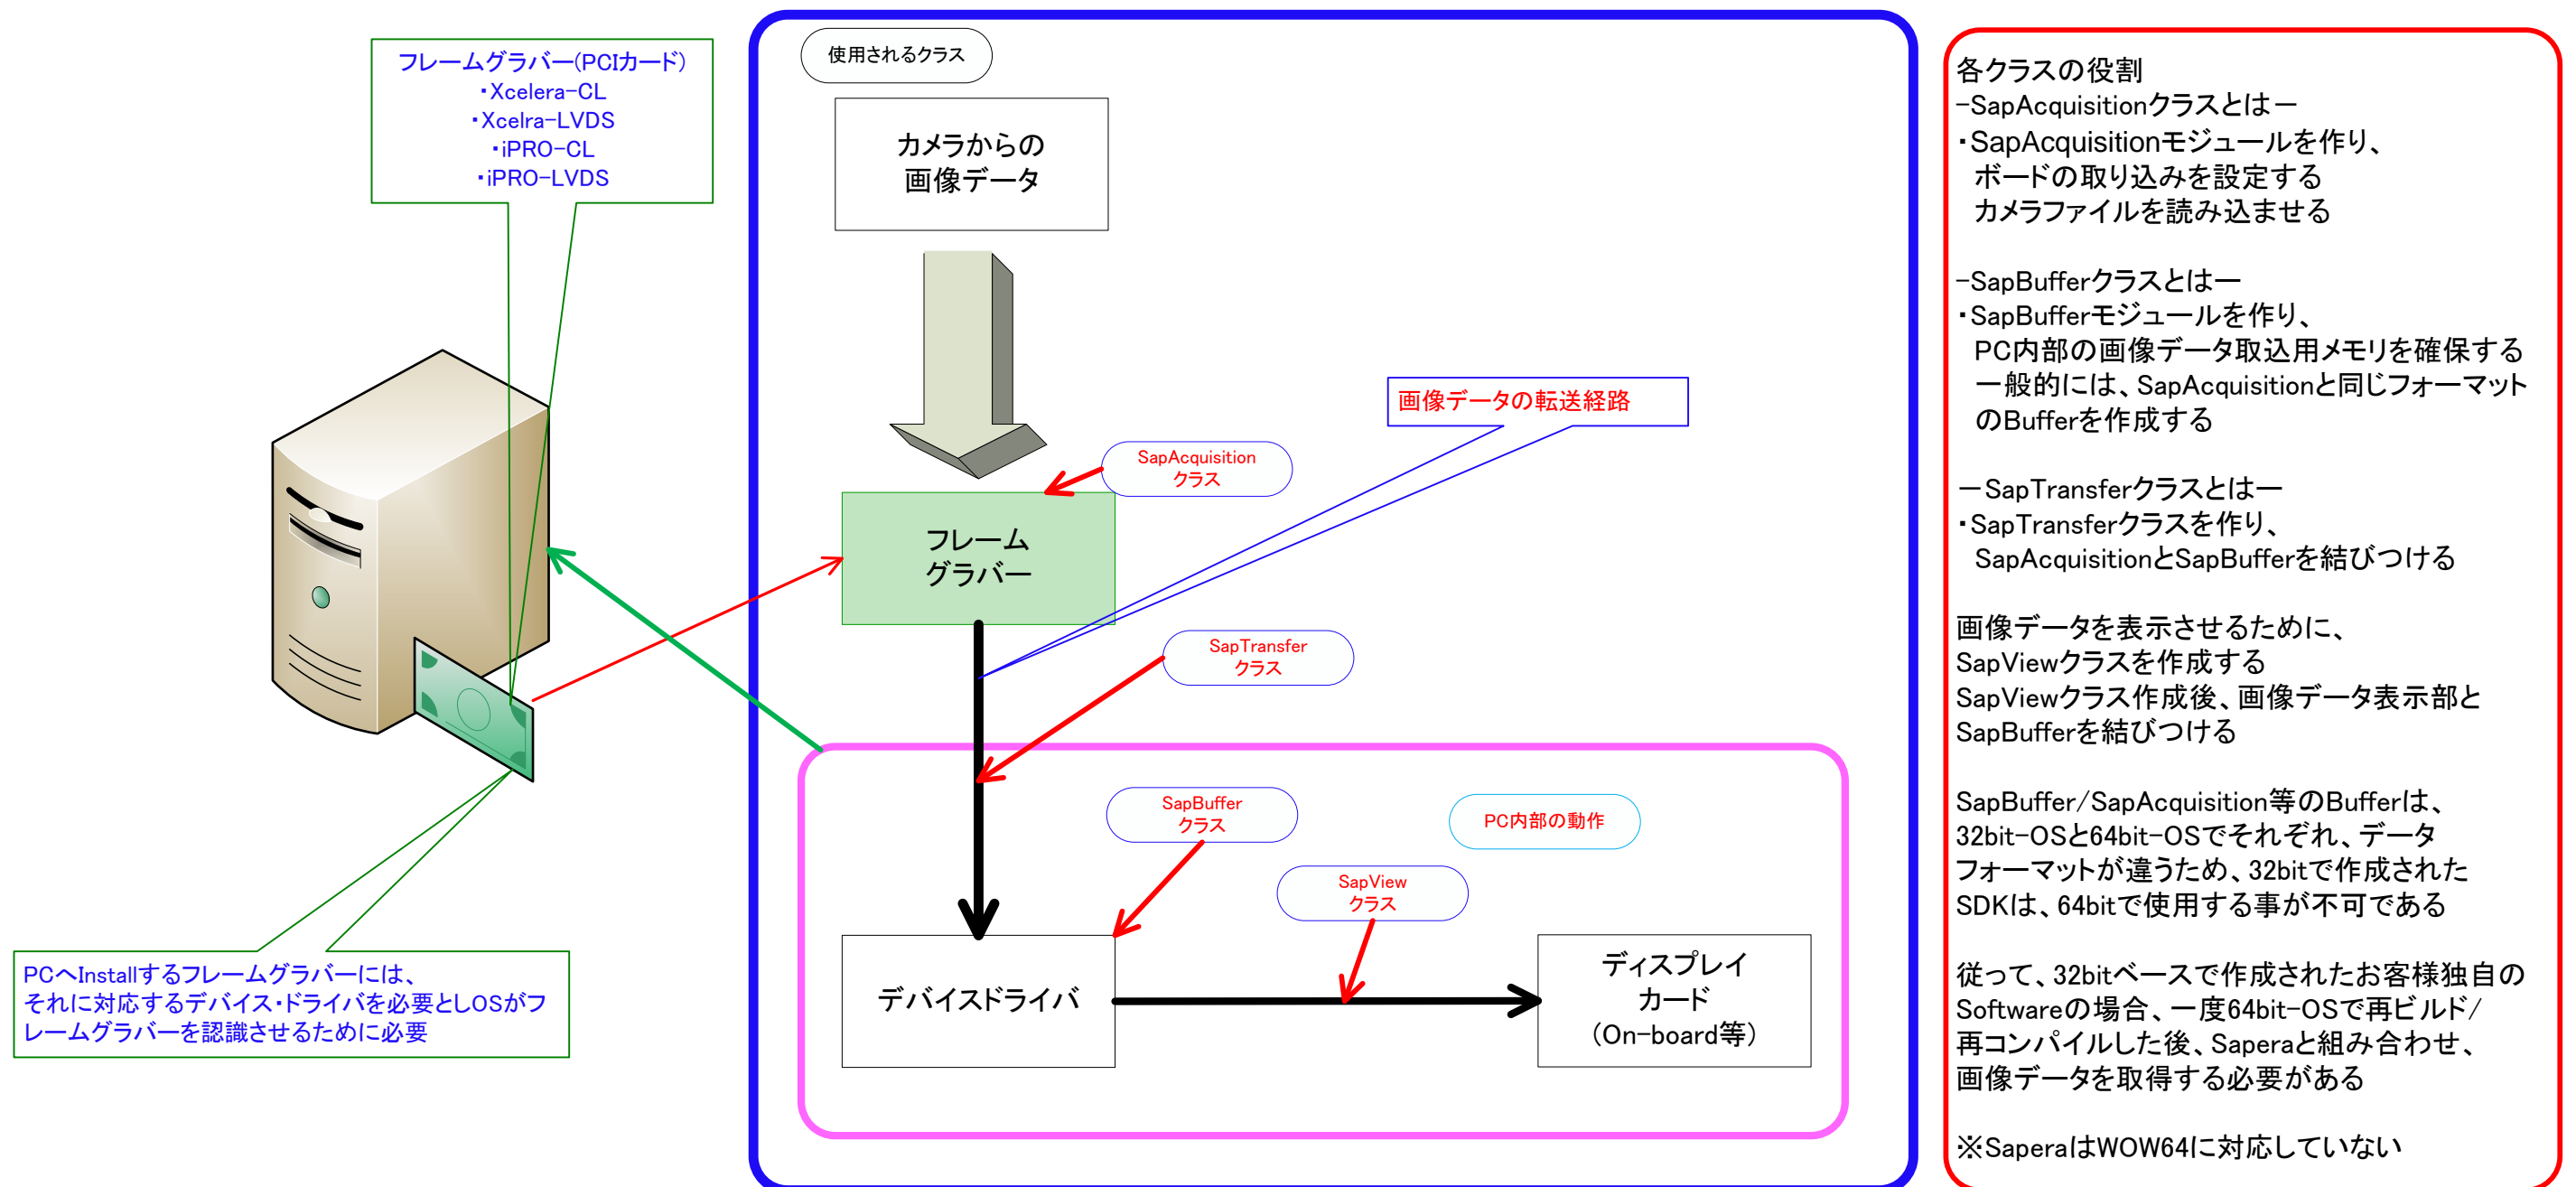 フレームグラバー(PCIカード)
・Xcelera-CL
・Xcelra-LVDS
・iPRO-CL
・iPRO-LVDS
PCへInstallするフレームグラバーには、
それに対応するデバイス・ドライバを必要としOSがフ
レームグラバーを認識させるために必要
使用されるクラス
カメラからの
画像データ
画像データの転送経路
SapAcquisition
クラス
フレーム
グラバー
SapTransfer
クラス
SapBuffer
クラス
PC内部の動作
SapView
クラス
デバイスドライバ
ディスプレイ
カード
(On-board等)
各クラスの役割
-SapAcquisitionクラスとは－
・SapAcquisitionモジュールを作り、
ボードの取り込みを設定する
カメラファイルを読み込ませる
-SapBufferクラスとは－
・SapBufferモジュールを作り、
PC内部の画像データ取込用メモリを確保する
一般的には、SapAcquisitionと同じフォーマット
のBufferを作成する
－SapTransferクラスとは－
・SapTransferクラスを作り、
SapAcquisitionとSapBufferを結びつける
画像データを表示させるために、
SapViewクラスを作成する
SapViewクラス作成後、画像データ表示部と
SapBufferを結びつける
SapBuffer/SapAcquisition等のBufferは、
32bit-OSと64bit-OSでそれぞれ、データ
フォーマットが違うため、32bitで作成された
SDKは、64bitで使用する事が不可である
従って、32bitベースで作成されたお客様独自の
Softwareの場合、一度64bit-OSで再ビルド/
再コンパイルした後、Saperaと組み合わせ、
画像データを取得する必要がある
※SaperaはWOW64に対応していない